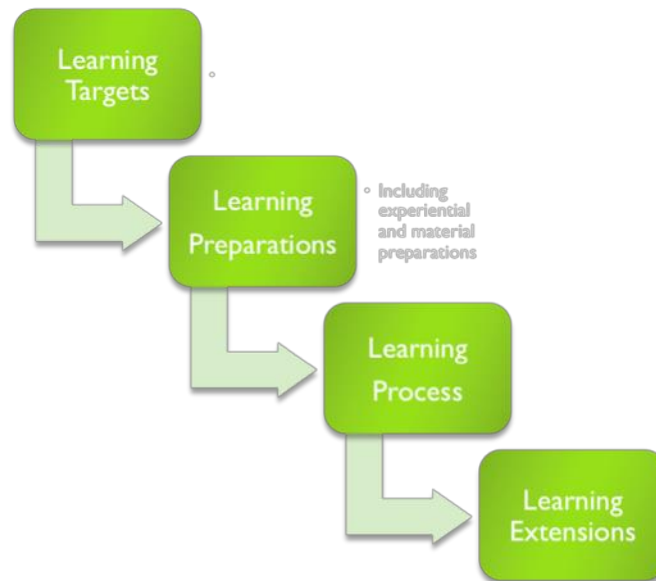 Learning
Targets
Learning
Preparations
Including
experiential
and material
preparations
Learning
Process
Learning
Extensions